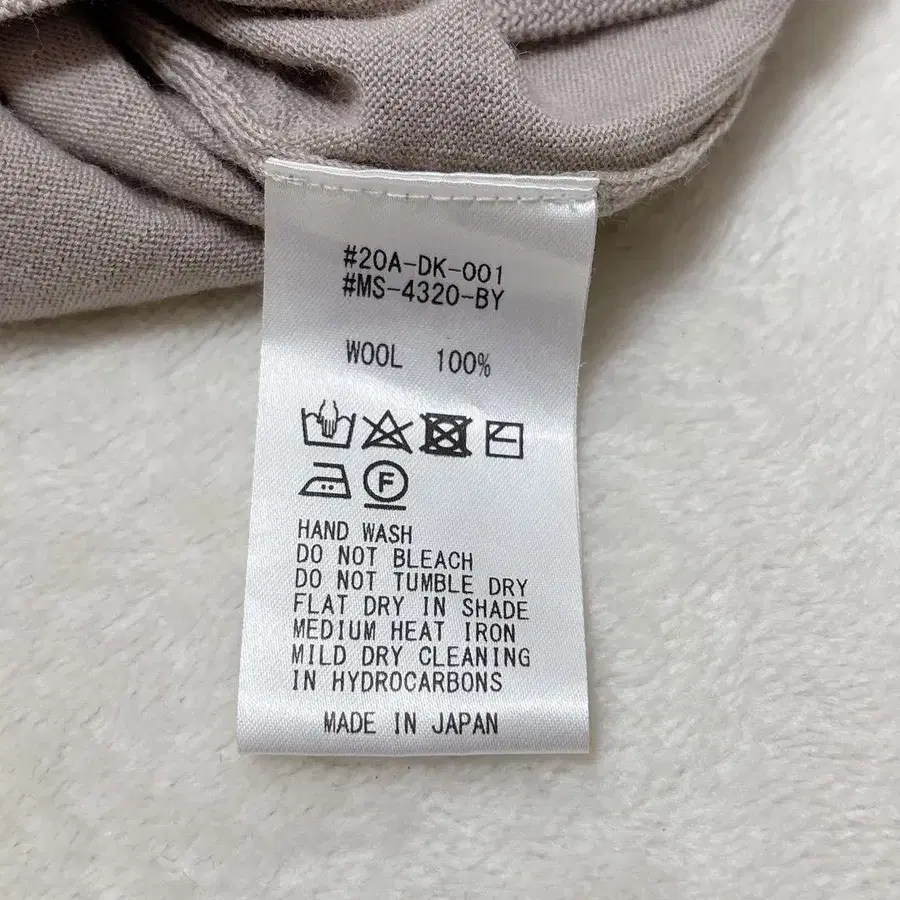 #20A-DK-001
#MS-4320-BY
WOOL 100%
F
HAND WASH
DO NOT BLEACH
DO NOT TUMBLE DRY
FLAT DRY IN SHADE
MEDIUM HEAT IRON
MILD DRY CLEANING
IN HYDROCARBONS
MADE IN JAPAN